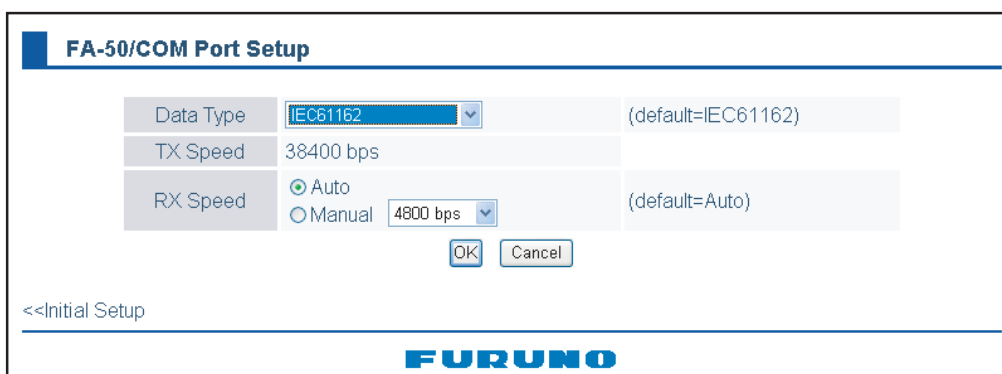 FA-50/COM Port Setup
Data Type IEC61162 (default=IEC61162)
TX Speed 38400 bps
RX Speed Auto (default=Auto)
Manual 4800 bps
OK Cancel
<<Initial Setup
FURUNO